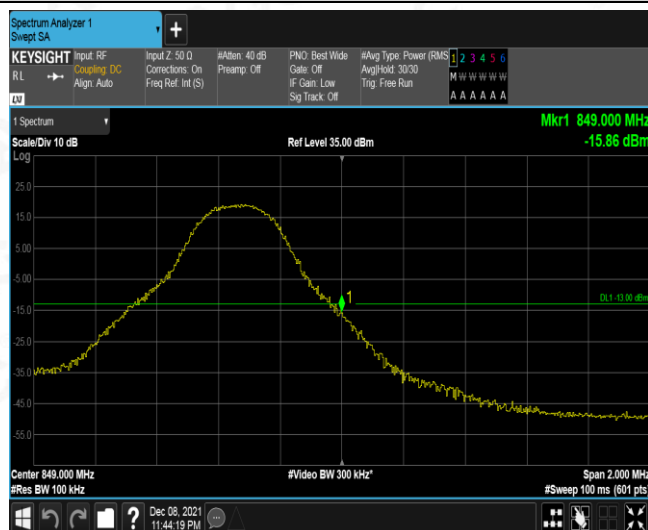 Spectrum Analyzer 1
Swept SA
+
KEYSIGHT
RL
LXI
Input: RF
Coupling: DC
Align: Auto
Input Z: 50 Ω
Corrections: On
Freq Ref: Int (S)
#Atten: 40 dB
Preamp: Off
PNO: Best Wide
Gate: Off
IF Gain: Low
Sig Track: Off
#Avg Type: Power (RMS
Avg|Hold: 30/30
Trig: Free Run
1 2 3 4 5 6
M W W W W W
A A A A A A
1 Spectrum
Mkr1 849.000 MHz
Scale/Div 10 dB
Ref Level 35.00 dBm
-15.86 dBm
Log
25.0
15.0
5.00
-5.00
1
DL1 -13.00 dBm
-15.0
-25.0
-35.0
-45.0
-55.0
Center 849.000 MHz
#Video BW 300 kHz*
Span 2.000 MHz
#Res BW 100 kHz
#Sweep 100 ms (601 pts)
?
Dec 08, 2021
11:44:19 PM